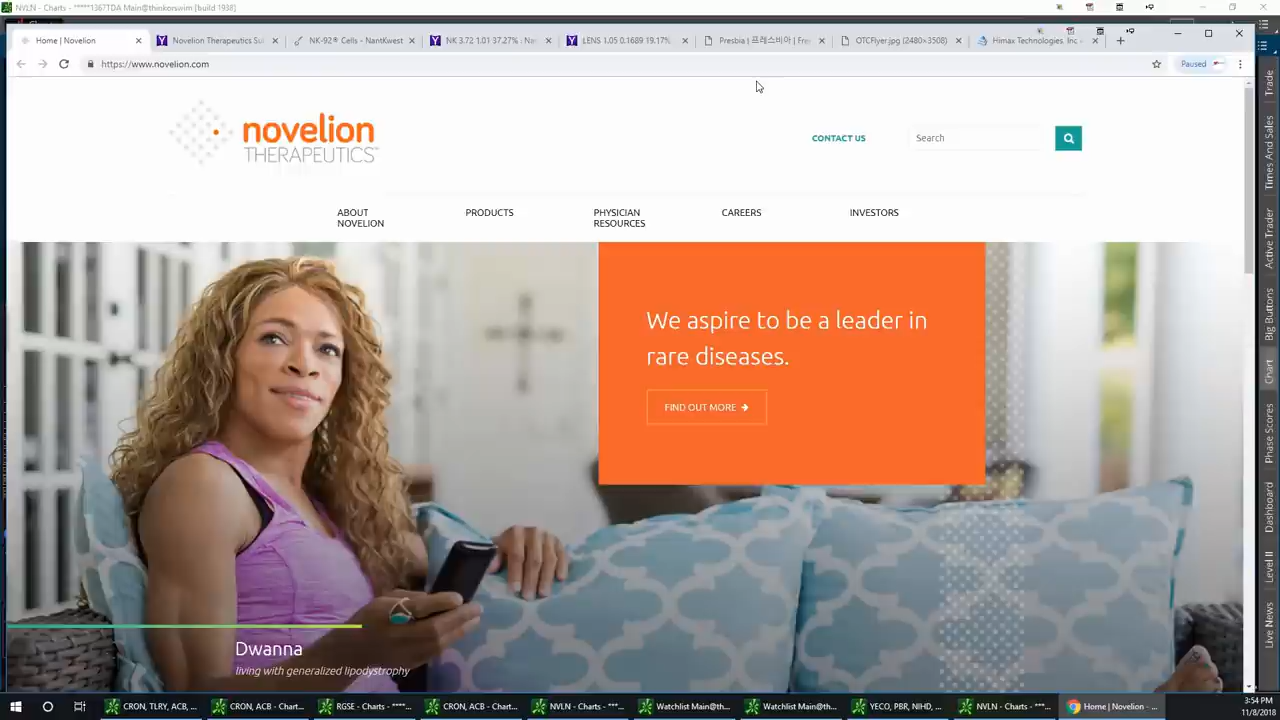 NVLN - Charts - *****1367TDA Main@thinkorswim [build 1938]
Home | Novelion
Novelion Therapeutics Su
NK-92® Cells - NantKwest
NK 3.72 1.01 37.27% : Na
LENS 1.05 0.1689 19.17%
Presbia | 프레스비아 | Fre
OTCFlyer.jpg (2480×3508)
Himax Technologies, Inc -
https://www.novelion.com
Paused
novelion
THERAPEUTICS
CONTACT US
Search
ABOUT
NOVELION
PRODUCTS
PHYSICIAN
RESOURCES
CAREERS
INVESTORS
We aspire to be a leader in
rare diseases.
FIND OUT MORE
Dwanna
living with generalized lipodystrophy
Trade
Times And Sales
Active Trader
Big Buttons
Chart
Phase Scores
Dashboard
Level II
Live News
CRON, TLRY, ACB, ...
CRON, ACB - Chart...
RGSE - Charts - ****...
CRON, ACB - Chart...
NVLN - Charts - ***...
Watchlist Main@th...
Watchlist Main@th...
YECO, PBR, NIHD, ...
NVLN - Charts - ***...
Home | Novelion - ...
3:54 PM
11/8/2018